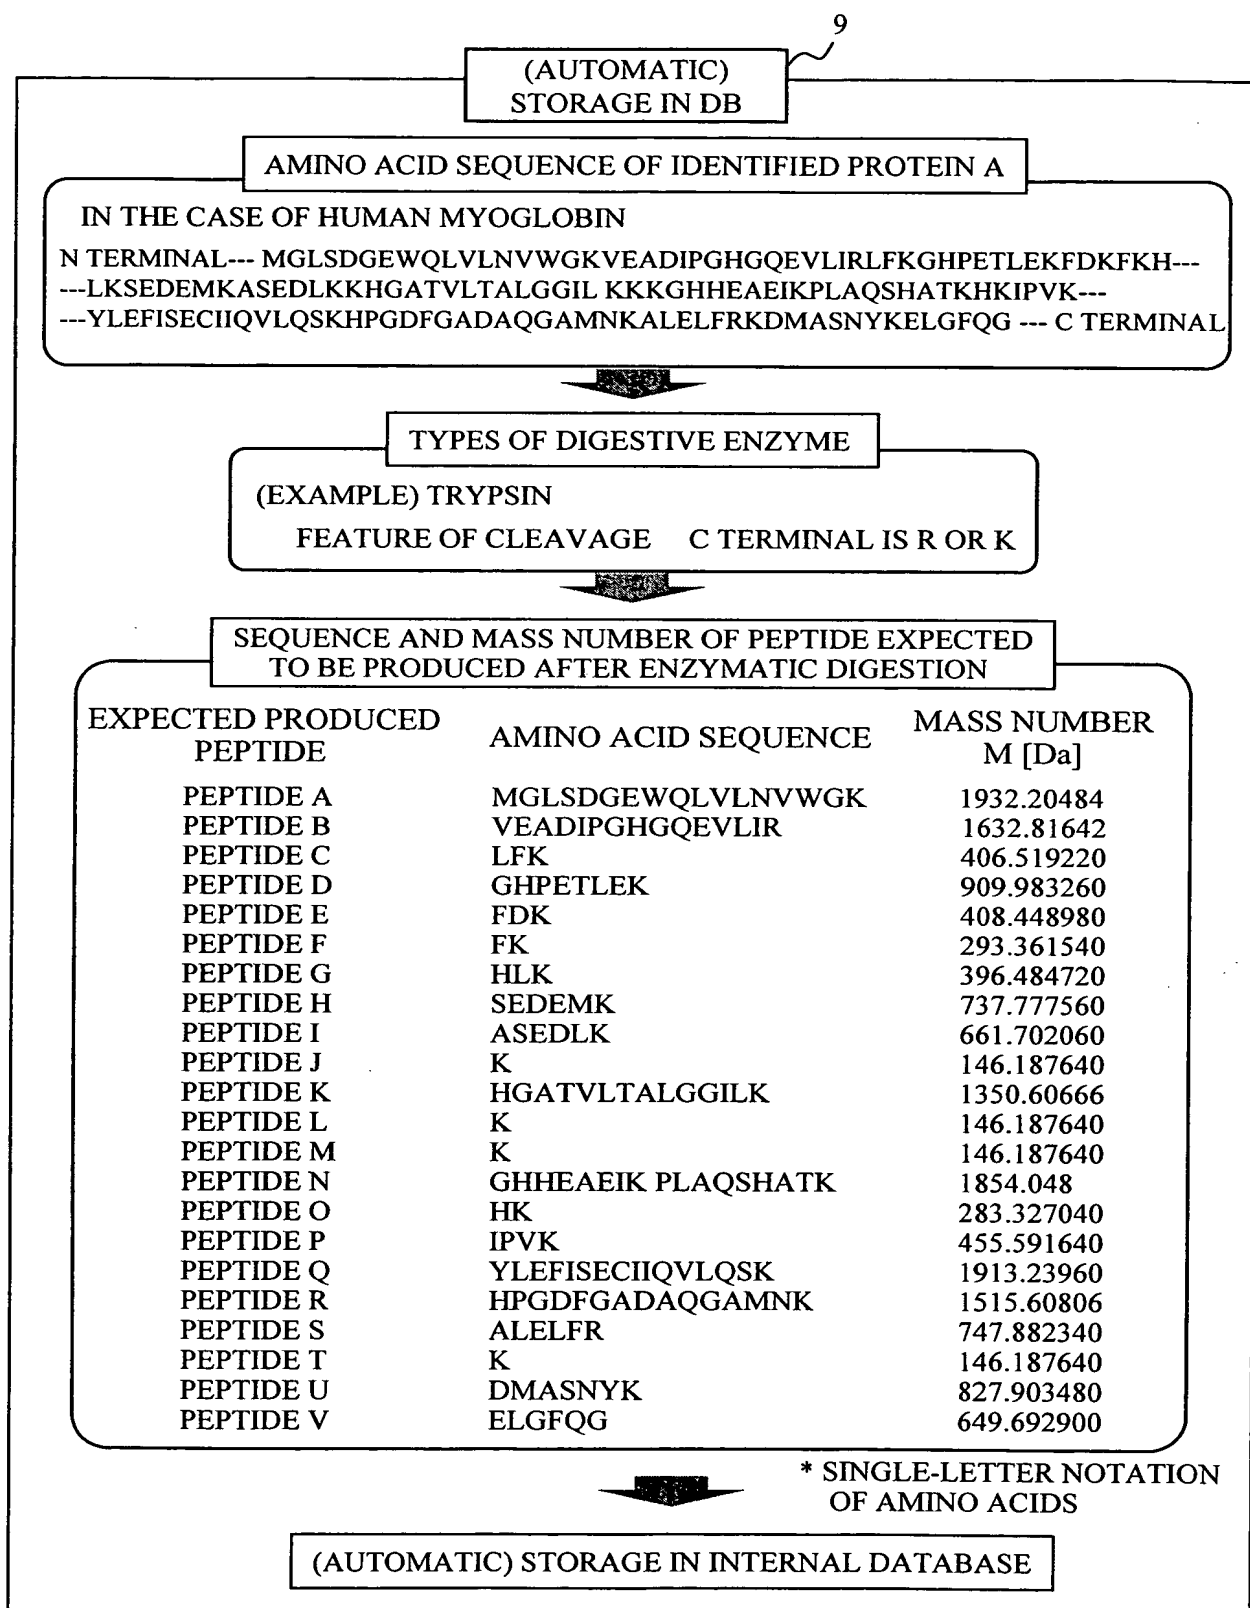 9
(AUTOMATIC)
STORAGE IN DB
AMINO ACID SEQUENCE OF IDENTIFIED PROTEIN A
IN THE CASE OF HUMAN MYOGLOBIN
N TERMINAL--- MGLSDGEWQLVLNVWGKVEADIPGHGQEVLIRLFKGHPETLEKFDKFKH---
---LKSEDEMKASEDLKKHGATVLTALGGIL KKKGHHEAEIKPLAQSHATKHKIPVK---
---YLEFISECIIQVLQSKHPGDFGADAQGAMNKALELFRKDMASNYKELGFQG --- C TERMINAL
TYPES OF DIGESTIVE ENZYME
(EXAMPLE) TRYPSIN
FEATURE OF CLEAVAGE C TERMINAL IS R OR K
SEQUENCE AND MASS NUMBER OF PEPTIDE EXPECTED
TO BE PRODUCED AFTER ENZYMATIC DIGESTION
EXPECTED PRODUCED PEPTIDE AMINO ACID SEQUENCE MASS NUMBER M [Da]
PEPTIDE A MGLSDGEWQLVLNVWGK 1932.20484
PEPTIDE B VEADIPGHGQEVLIR 1632.81642
PEPTIDE C LFK 406.519220
PEPTIDE D GHPETLEK 909.983260
PEPTIDE E FDK 408.448980
PEPTIDE F FK 293.361540
PEPTIDE G HLK 396.484720
PEPTIDE H SEDEMK 737.777560
PEPTIDE I ASEDLK 661.702060
PEPTIDE J K 146.187640
PEPTIDE K HGATVLTALGGILK 1350.60666
PEPTIDE L K 146.187640
PEPTIDE M K 146.187640
PEPTIDE N GHHEAEIK PLAQSHATK 1854.048
PEPTIDE O HK 283.327040
PEPTIDE P IPVK 455.591640
PEPTIDE Q YLEFISECIIQVLQSK 1913.23960
PEPTIDE R HPGDFGADAQGAMNK 1515.60806
PEPTIDE S ALELFR 747.882340
PEPTIDE T K 146.187640
PEPTIDE U DMASNYK 827.903480
PEPTIDE V ELGFQG 649.692900
* SINGLE-LETTER NOTATION
OF AMINO ACIDS
(AUTOMATIC) STORAGE IN INTERNAL DATABASE